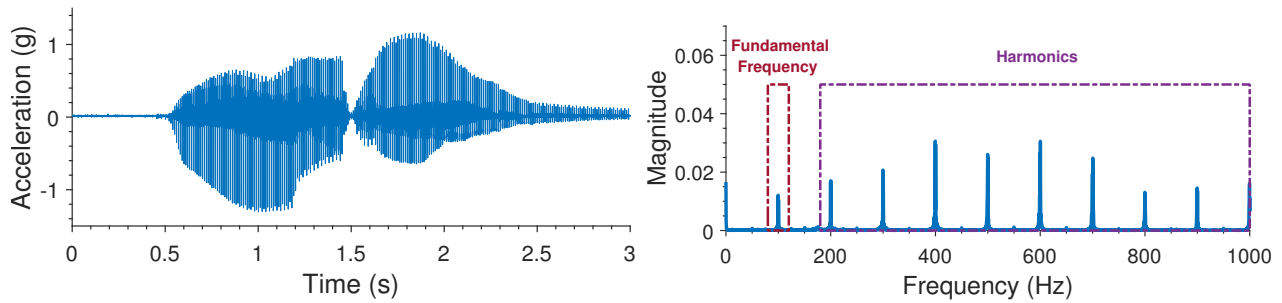 Acceleration (g)
1
0
-1
0
0.5
1
1.5
2
2.5
3
Time (s)
Magnitude
0.06
0.04
0.02
0
Fundamental
Frequency
Harmonics
0
200
400
600
800
1000
Frequency (Hz)